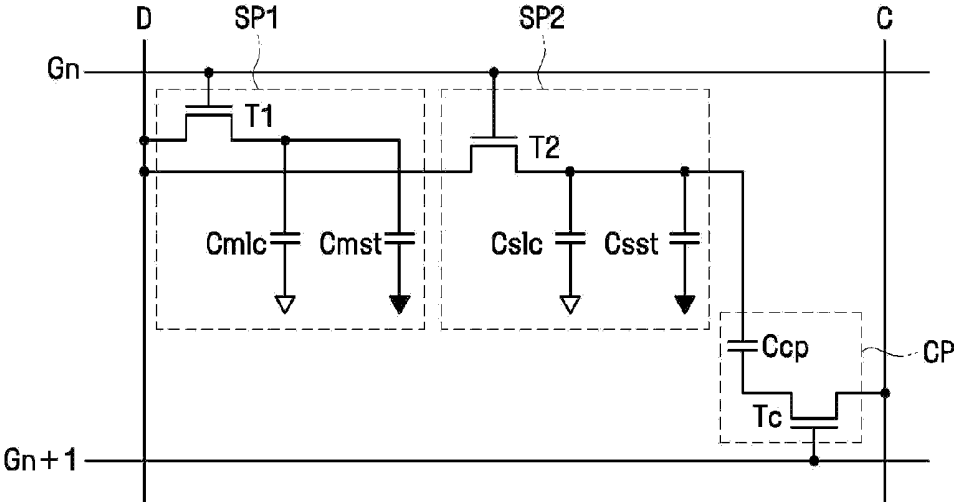 D SP1 SP2 C
Gn
T1
T2
Cmlc Cmst Cslc Csst
Ccp CP
Tc
Gn+1